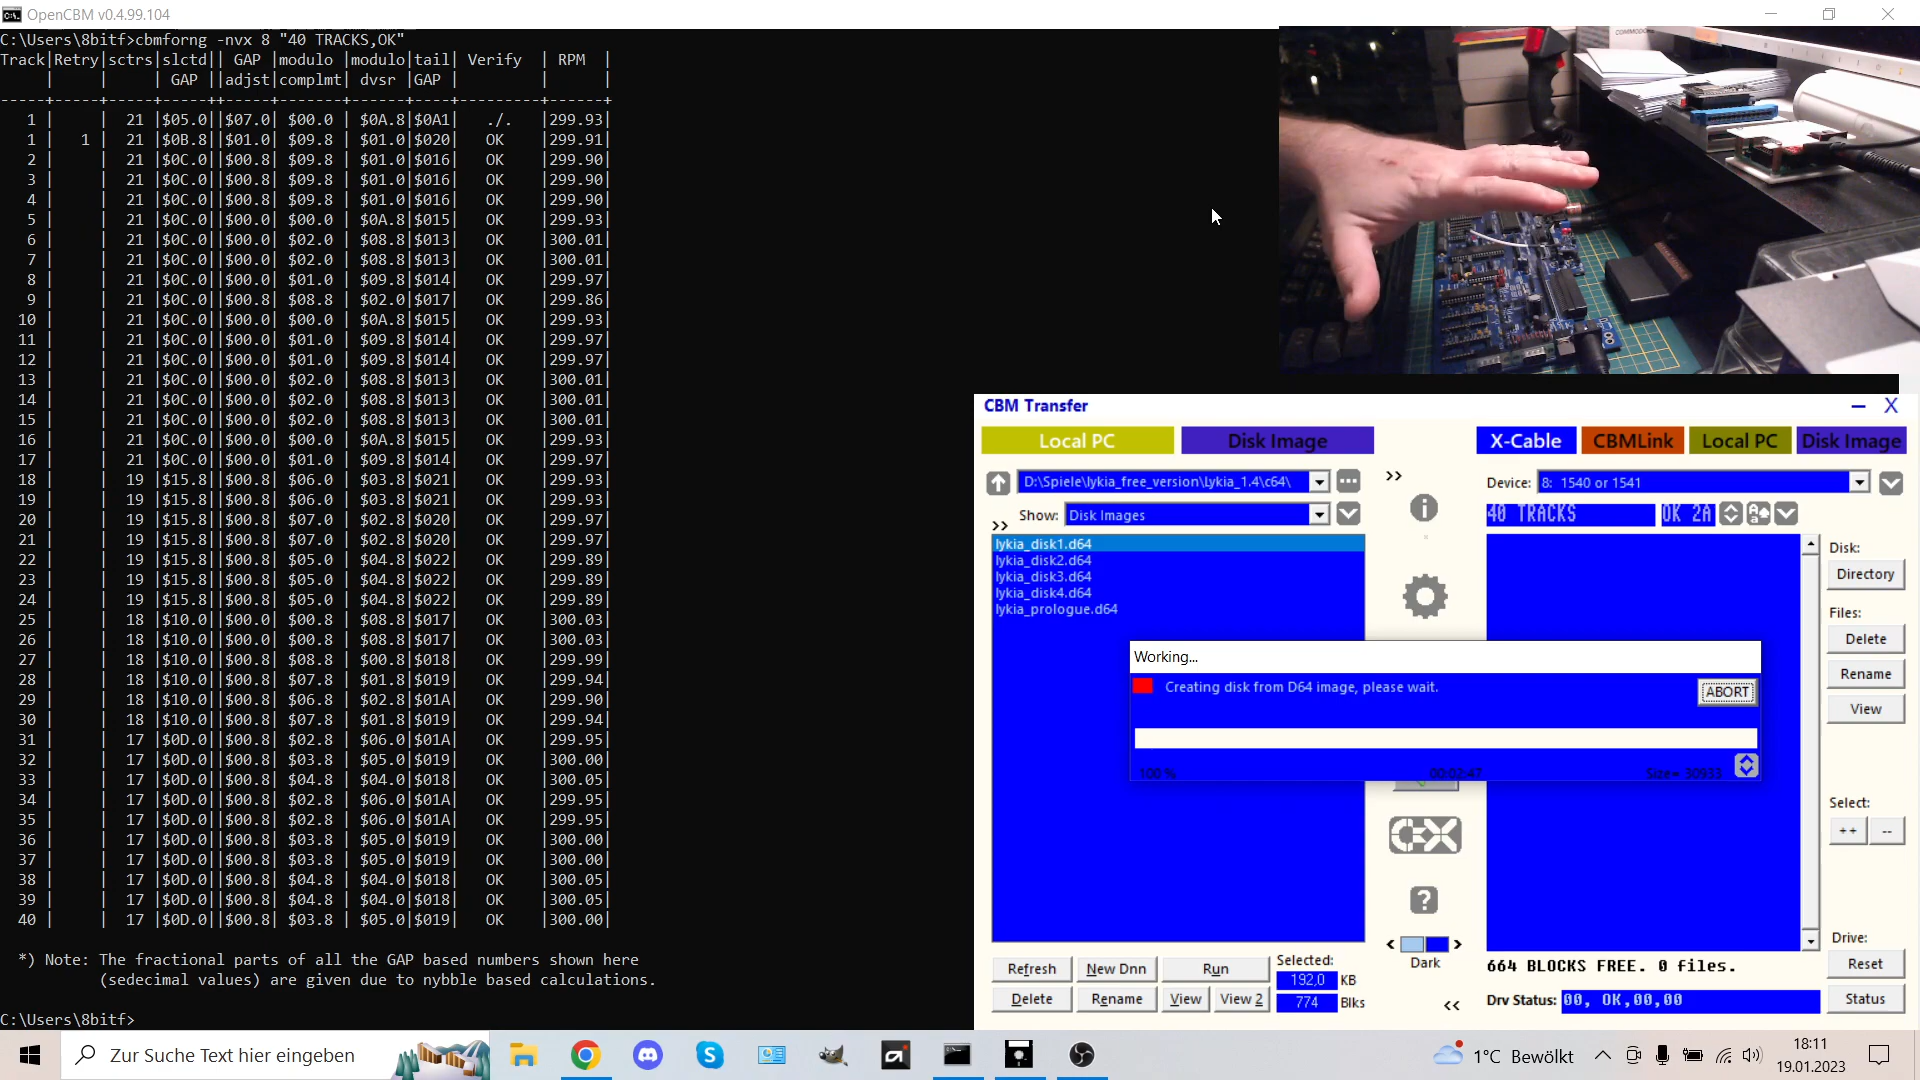 OpenCBM v0.4.99.104
C:\Users\8bitf>cbmforng -nvx 8 "40 TRACKS,OK"
Track|Retry|sctrs|slctd|| GAP |modulo |modulo|tail| Verify | RPM |
| | | GAP ||adjst|complmt| dvsr |GAP | | |
-----+-----+-----+-----++-----+-------+------+----+---------+------+
1 | | 21 |$05.0||$07.0| $00.0 | $0A.8|$0A1| ./. |299.93|
1 | 1 | 21 |$0B.8||$01.0| $09.8 | $01.0|$020| OK |299.91|
2 | | 21 |$0C.0||$00.8| $09.8 | $01.0|$016| OK |299.90|
3 | | 21 |$0C.0||$00.8| $09.8 | $01.0|$016| OK |299.90|
4 | | 21 |$0C.0||$00.8| $09.8 | $01.0|$016| OK |299.90|
5 | | 21 |$0C.0||$00.0| $00.0 | $0A.8|$015| OK |299.93|
6 | | 21 |$0C.0||$00.0| $02.0 | $08.8|$013| OK |300.01|
7 | | 21 |$0C.0||$00.0| $02.0 | $08.8|$013| OK |300.01|
8 | | 21 |$0C.0||$00.0| $01.0 | $09.8|$014| OK |299.97|
9 | | 21 |$0C.0||$00.8| $08.8 | $02.0|$017| OK |299.86|
10 | | 21 |$0C.0||$00.0| $00.0 | $0A.8|$015| OK |299.93|
11 | | 21 |$0C.0||$00.0| $01.0 | $09.8|$014| OK |299.97|
12 | | 21 |$0C.0||$00.0| $01.0 | $09.8|$014| OK |299.97|
13 | | 21 |$0C.0||$00.0| $02.0 | $08.8|$013| OK |300.01|
14 | | 21 |$0C.0||$00.0| $02.0 | $08.8|$013| OK |300.01|
15 | | 21 |$0C.0||$00.0| $02.0 | $08.8|$013| OK |300.01|
16 | | 21 |$0C.0||$00.0| $00.0 | $0A.8|$015| OK |299.93|
17 | | 21 |$0C.0||$00.0| $01.0 | $09.8|$014| OK |299.97|
18 | | 19 |$15.8||$00.8| $06.0 | $03.8|$021| OK |299.93|
19 | | 19 |$15.8||$00.8| $06.0 | $03.8|$021| OK |299.93|
20 | | 19 |$15.8||$00.8| $07.0 | $02.8|$020| OK |299.97|
21 | | 19 |$15.8||$00.8| $07.0 | $02.8|$020| OK |299.97|
22 | | 19 |$15.8||$00.8| $05.0 | $04.8|$022| OK |299.89|
23 | | 19 |$15.8||$00.8| $05.0 | $04.8|$022| OK |299.89|
24 | | 19 |$15.8||$00.8| $05.0 | $04.8|$022| OK |299.89|
25 | | 18 |$10.0||$00.8| $00.8 | $08.8|$017| OK |300.03|
26 | | 18 |$10.0||$00.8| $00.8 | $08.8|$017| OK |300.03|
27 | | 18 |$10.0||$00.8| $08.8 | $00.8|$018| OK |299.99|
28 | | 18 |$10.0||$00.8| $07.8 | $01.8|$019| OK |299.94|
29 | | 18 |$10.0||$00.8| $06.8 | $02.8|$01A| OK |299.90|
30 | | 18 |$10.0||$00.8| $07.8 | $01.8|$019| OK |299.94|
31 | | 17 |$0D.0||$00.8| $02.8 | $06.0|$01A| OK |299.95|
32 | | 17 |$0D.0||$00.8| $03.8 | $05.0|$019| OK |300.00|
33 | | 17 |$0D.0||$00.8| $04.8 | $04.0|$018| OK |300.05|
34 | | 17 |$0D.0||$00.8| $02.8 | $06.0|$01A| OK |299.95|
35 | | 17 |$0D.0||$00.8| $02.8 | $06.0|$01A| OK |299.95|
36 | | 17 |$0D.0||$00.8| $03.8 | $05.0|$019| OK |300.00|
37 | | 17 |$0D.0||$00.8| $03.8 | $05.0|$019| OK |300.00|
38 | | 17 |$0D.0||$00.8| $04.8 | $04.0|$018| OK |300.05|
39 | | 17 |$0D.0||$00.8| $04.8 | $04.0|$018| OK |300.05|
40 | | 17 |$0D.0||$00.8| $03.8 | $05.0|$019| OK |300.00|
*) Note: The fractional parts of all the GAP based numbers shown here
(sedecimal values) are given due to nybble based calculations.
C:\Users\8bitf>
CBM Transfer
Local PC Disk Image X-Cable CBMLink Local PC Disk Image
D:\Spiele\lykia_free_version\Lykia_1.4\c64\ ... >> Device: 8: 1540 or 1541
>> Show: Disk Images 40 TRACKS OK 2A
lykia_disk1.d64
lykia_disk2.d64
lykia_disk3.d64
lykia_disk4.d64
lykia_prologue.d64
Disk:
Directory
Files:
Delete
Rename
View
Working...
Creating disk from D64 image, please wait.
ABORT
100 % 00:02:47 Size= 30933
Select:
++ --
?
< >
Dark
Drive:
Reset
Status
Refresh New Dnn Run Selected:
192,0 KB
Delete Rename View View 2 774 Blks
<<
664 BLOCKS FREE. 0 files.
Drv Status: 00, OK,00,00
Zur Suche Text hier eingeben
1°C Bewölkt
18:11
19.01.2023